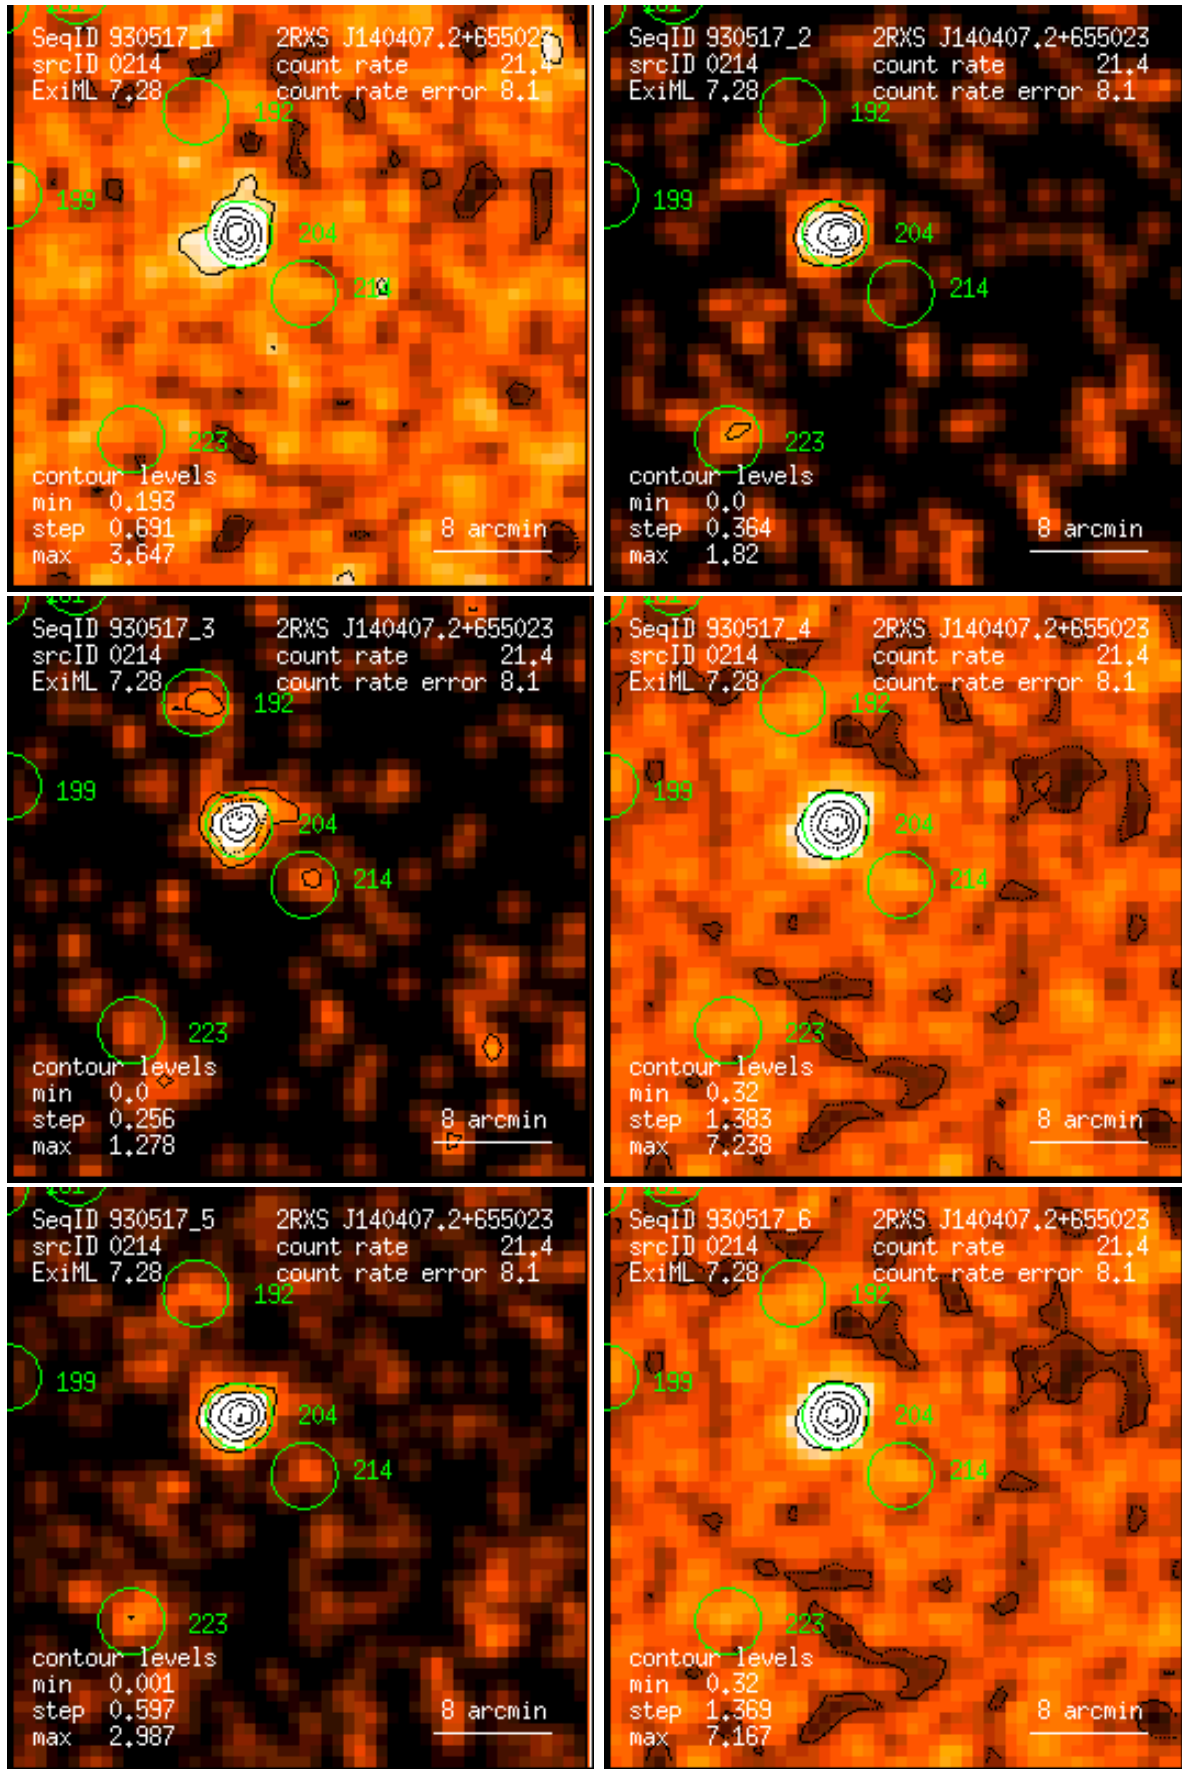 SeqID 930517_1 2RXS J140407.2+655023
srcID 0214 count rate 21.4
ExiML 7.28 count rate error 8.1
192
199
204
214
223
contour levels
min 0.193
step 0.691
max 3.647
8 arcmin
SeqID 930517_2 2RXS J140407.2+655023
srcID 0214 count rate 21.4
ExiML 7.28 count rate error 8.1
192
199
204
214
223
contour levels
min 0.0
step 0.364
max 1.82
8 arcmin
SeqID 930517_3 2RXS J140407.2+655023
srcID 0214 count rate 21.4
ExiML 7.28 count rate error 8.1
192
199
204
214
223
contour levels
min 0.0
step 0.256
max 1.278
8 arcmin
SeqID 930517_4 2RXS J140407.2+655023
srcID 0214 count rate 21.4
ExiML 7.28 count rate error 8.1
192
199
204
214
223
contour levels
min 0.32
step 1.383
max 7.238
8 arcmin
SeqID 930517_5 2RXS J140407.2+655023
srcID 0214 count rate 21.4
ExiML 7.28 count rate error 8.1
192
199
204
214
223
contour levels
min 0.001
step 0.597
max 2.987
8 arcmin
SeqID 930517_6 2RXS J140407.2+655023
srcID 0214 count rate 21.4
ExiML 7.28 count rate error 8.1
192
199
204
214
223
contour levels
min 0.32
step 1.369
max 7.167
8 arcmin